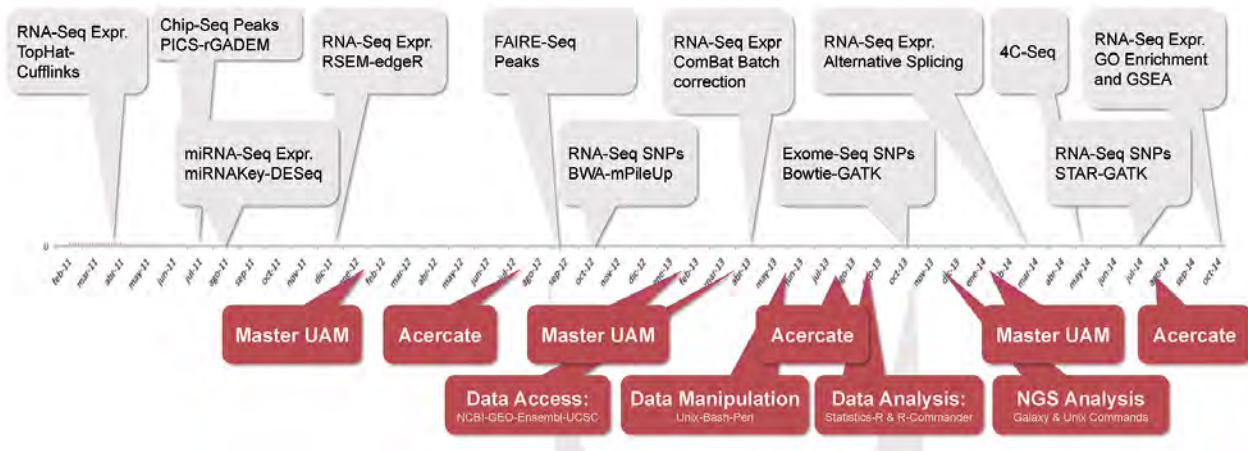 RNA-Seq Expr.
TopHat-
Cufflinks
Chip-Seq Peaks
PICS-rGADEM
RNA-Seq Expr.
RSEM-edgeR
FAIRE-Seq
Peaks
RNA-Seq Expr
ComBat Batch
correction
RNA-Seq Expr.
Alternative Splicing
4C-Seq
RNA-Seq Expr.
GO Enrichment
and GSEA
miRNA-Seq Expr.
miRNAKey-DESeq
RNA-Seq SNPs
BWA-mPileUp
Exome-Seq SNPs
Bowtie-GATK
RNA-Seq SNPs
STAR-GATK
0
feb-11
mar-11
abr-11
may-11
jun-11
jul-11
ago-11
sep-11
oct-11
nov-11
dic-11
ene-12
feb-12
mar-12
abr-12
may-12
jun-12
jul-12
ago-12
sep-12
oct-12
nov-12
dic-12
ene-13
feb-13
mar-13
abr-13
may-13
jun-13
jul-13
ago-13
sep-13
oct-13
nov-13
dic-13
ene-14
feb-14
mar-14
abr-14
may-14
jun-14
jul-14
ago-14
sep-14
oct-14
Master UAM
Acercate
Master UAM
Acercate
Master UAM
Acercate
Data Access:
NCBI-GEO-Ensembl-UCSC
Data Manipulation
Unix-Bash-Perl
Data Analysis:
Statistics-R & R-Commander
NGS Analysis
Galaxy & Unix Commands